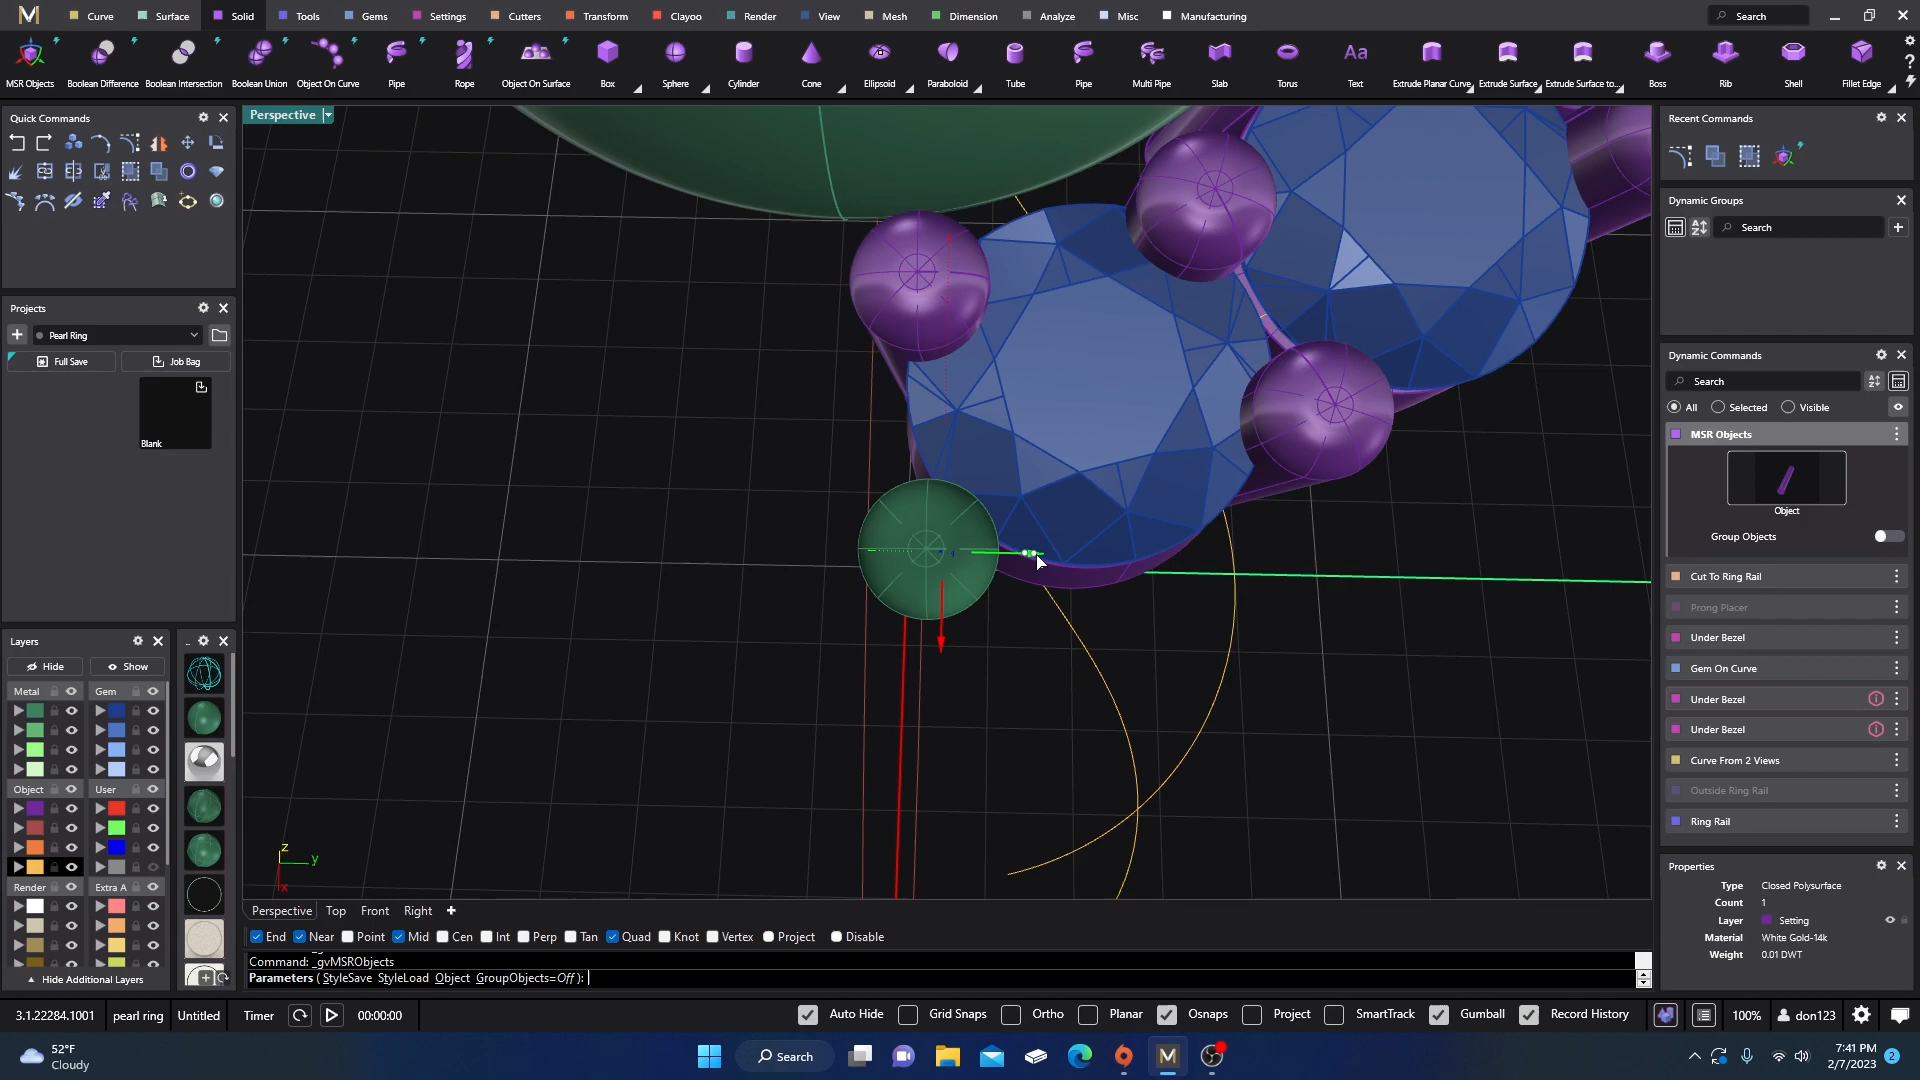 Curve Surface Solid Tools Gems Settings Cutters Transform Clayoo Render View Mesh Dimension Analyze Misc Manufacturing Search
MSR Objects Boolean Difference Boolean Intersection Boolean Union Object On Curve Pipe Rope Object On Surface Box Sphere Cylinder Cone Ellipsoid Paraboloid Tube Pipe Multi Pipe Slab Torus Text Extrude Planar Curve Extrude Surface Extrude Surface to... Boss Rib Shell Fillet Edge
Quick Commands
Perspective
Recent Commands
Dynamic Groups
Search
Projects
Pearl Ring
Full Save Job Bag
Blank
Dynamic Commands
Search
All Selected Visible
MSR Objects
Object
Group Objects
Cut To Ring Rail
Prong Placer
Under Bezel
Gem On Curve
Under Bezel
Under Bezel
Curve From 2 Views
Outside Ring Rail
Ring Rail
Layers
Hide Show
Metal Gem
Object User
Render Extra A
Hide Additional Layers
z
y
x
Properties
Type Closed Polysurface
Count 1
Layer Setting
Material White Gold-14k
Weight 0.01 DWT
Perspective Top Front Right
End Near Point Mid Cen Int Perp Tan Quad Knot Vertex Project Disable
Command: _gvMSRObjects
Parameters ( StyleSave StyleLoad Object GroupObjects=Off ):
3.1.22284.1001 pearl ring Untitled Timer 00:00:00 Auto Hide Grid Snaps Ortho Planar Osnaps Project SmartTrack Gumball Record History 100% don123
52°F
Cloudy
Search
7:41 PM
2/7/2023
2